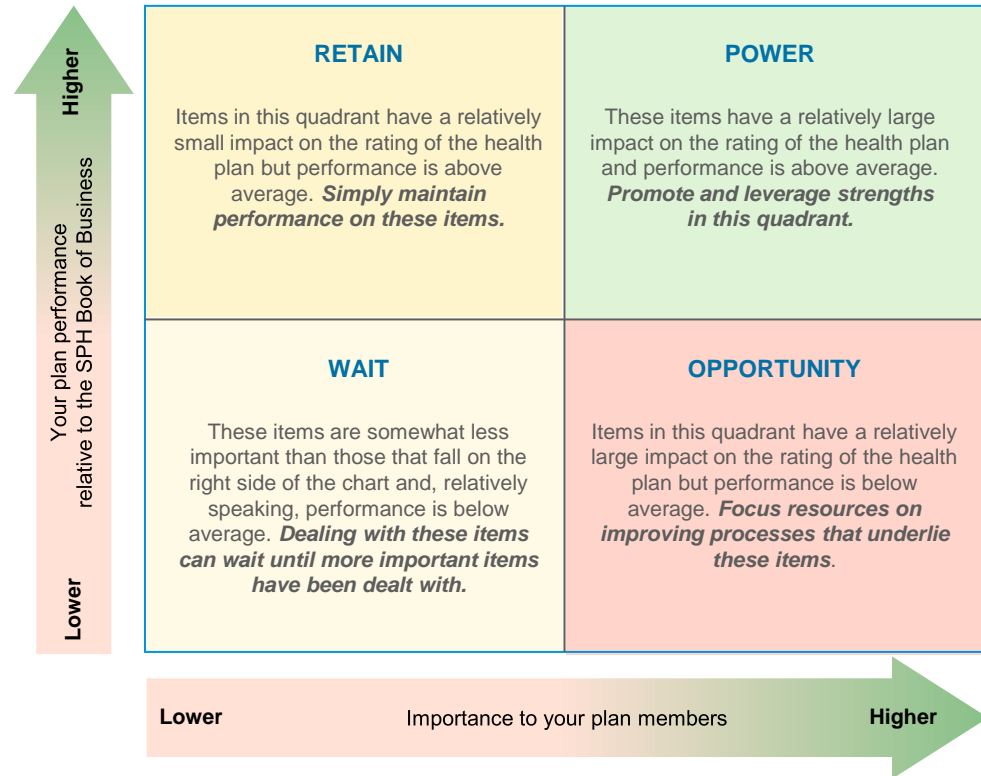 Higher
Your plan performance
relative to the SPH Book of Business
Lower
RETAIN
Items in this quadrant have a relatively
small impact on the rating of the health
plan but performance is above
average. Simply maintain
performance on these items.
POWER
These items have a relatively large
impact on the rating of the health plan
and performance is above average.
Promote and leverage strengths
in this quadrant.
WAIT
These items are somewhat less
important than those that fall on the
right side of the chart and, relatively
speaking, performance is below
average. Dealing with these items
can wait until more important items
have been dealt with.
OPPORTUNITY
Items in this quadrant have a relatively
large impact on the rating of the health
plan but performance is below
average. Focus resources on
improving processes that underlie
these items.
Lower
Importance to your plan members
Higher